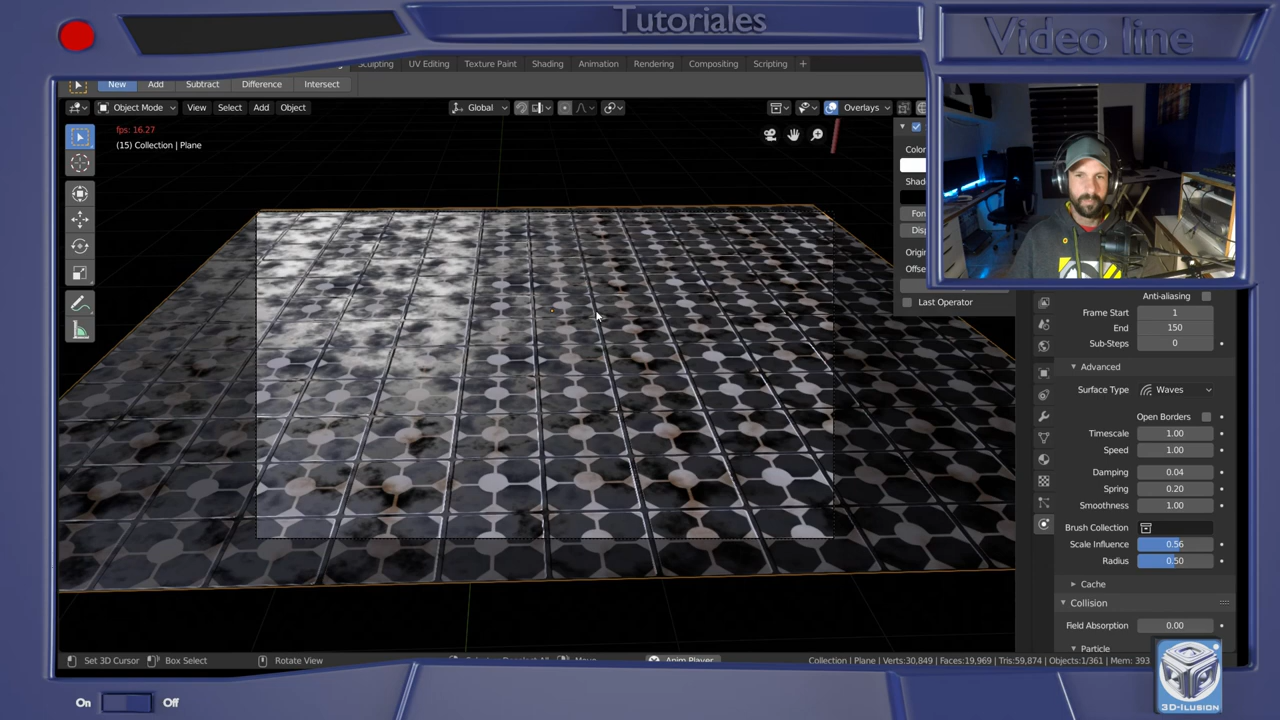 Tutoriales
Video line
Sculpting UV Editing Texture Paint Shading Animation Rendering Compositing Scripting +
New Add Subtract Difference Intersect
Object Mode View Select Add Object Global Overlays
fps: 16.27
(15) Collection | Plane
Colo
Shad
Fon
Disp
Origi
Offse
Last Operator
Anti-aliasing
Frame Start 1
End 150
Sub-Steps 0
Advanced
Surface Type Waves
Open Borders
Timescale 1.00
Speed 1.00
Damping 0.04
Spring 0.20
Smoothness 1.00
Brush Collection
Scale Influence 0.56
Radius 0.50
Cache
Collision
Field Absorption 0.00
Particle
Set 3D Cursor Box Select Rotate View Move Anim Player Collection | Plane | Verts:30,849 | Faces:19,969 | Tris:59,874 | Objects:1/361 | Mem: 393
On Off
3D-ILUSION